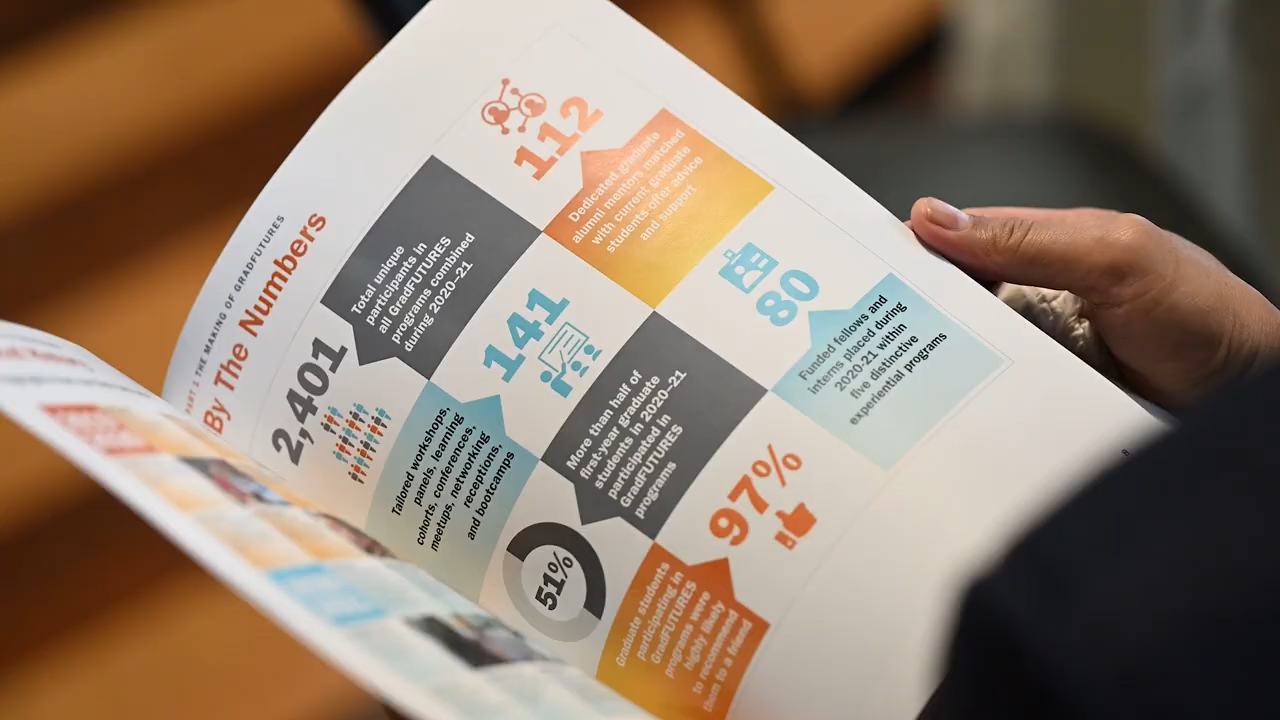 PART 1 THE MAKING OF GRADFUTURES
By The Numbers
2,401
Total unique
participants in
all GradFUTURES
programs combined
during 2020–21
112
Dedicated graduate
alumni mentors matched
with current graduate
students offer advice
and support
141
Tailored workshops,
panels, learning
cohorts, conferences,
meetups, networking
receptions,
and bootcamps
80
Funded fellows and
interns placed during
2020-21 within
five distinctive
experiential programs
51%
More than half of
first-year graduate
students in 2020–21
participated in
GradFUTURES
programs
97%
Graduate students
participating in
GradFUTURES
programs were
highly likely
to recommend
them to a friend